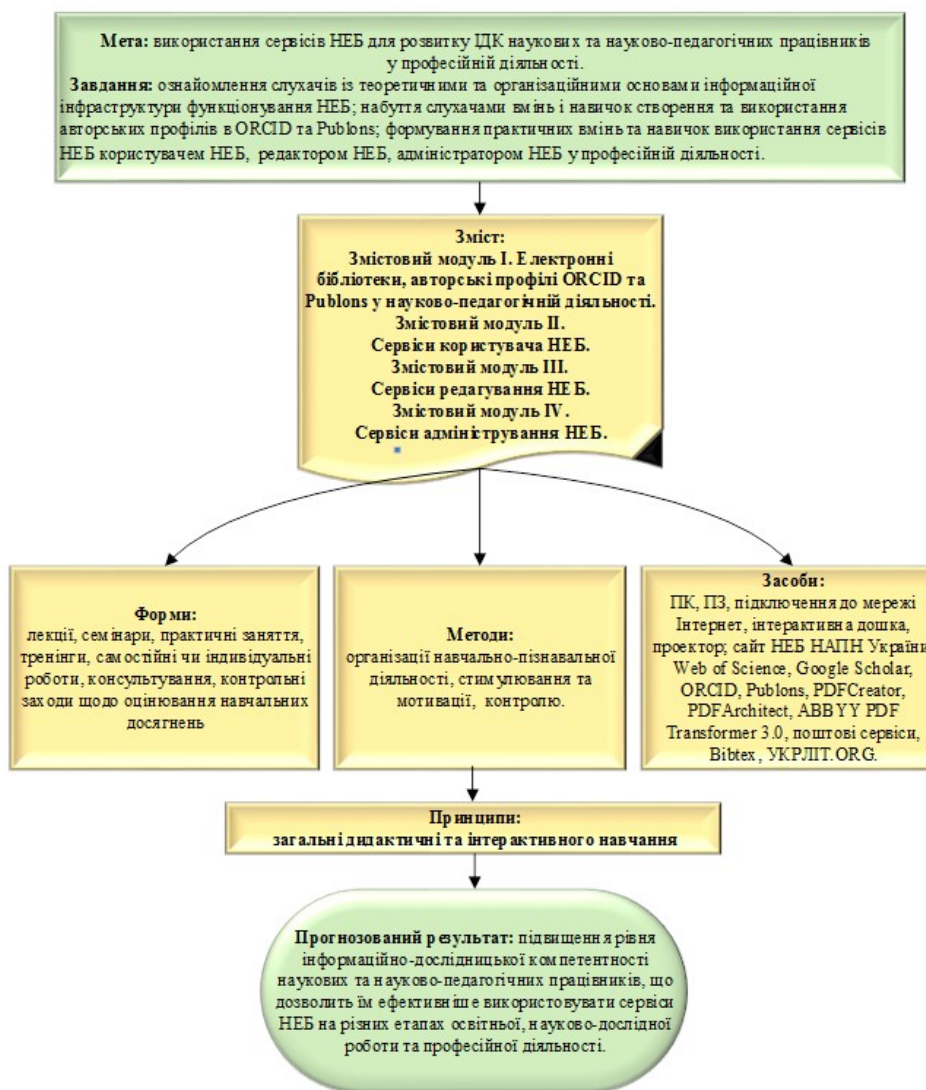 Мета: використання сервісів НЕБ для розвитку ІДК наукових та науково-педагогічних працівників
у професійній діяльності.
Завдання: ознайомлення слухачів із теоретичними та організаційними основами інформаційної
інфраструктури функціонування НЕБ; набуття слухачами вмінь і навичок створення та використання
авторських профілів в ORCID та Publons; формування практичних вмінь та навичок використання сервісів
НЕБ користувачем НЕБ, редактором НЕБ, адміністратором НЕБ у професійній діяльності.
Зміст:
Змістовий модуль І. Електронні
бібліотеки, авторські профілі ORCID та
Publons у науково-педагогічній діяльності.
Змістовий модуль ІІ.
Сервіси користувача НЕБ.
Змістовий модуль ІІІ.
Сервіси редагування НЕБ.
Змістовий модуль IV.
Сервіси адміністрування НЕБ.
Форми:
лекції, семінари, практичні заняття,
тренінги, самостійні чи індивідуальні
роботи, консультування, контрольні
заходи щодо оцінювання навчальних
досягнень
Методи:
організації навчально-пізнавальної
діяльності, стимулювання та
мотивації, контролю.
Засоби:
ПК, ПЗ, підключення до мережі
Інтернет, інтерактивна дошка,
проектор; сайт НЕБ НАПН України
Web of Science, Google Scholar,
ORCID, Publons, PDFCreator,
PDFArchitect, ABBYY PDF
Transformer 3.0, поштові сервіси,
Bibtex, УКРЛІТ.ORG.
Принципи:
загальні дидактичні та інтерактивного навчання
Прогнозований результат: підвищення рівня
інформаційно-дослідницької компетентності
наукових та науково-педагогічних працівників, що
дозволить їм ефективніше використовувати сервіси
НЕБ на різних етапах освітньої, науково-дослідної
роботи та професійної діяльності.